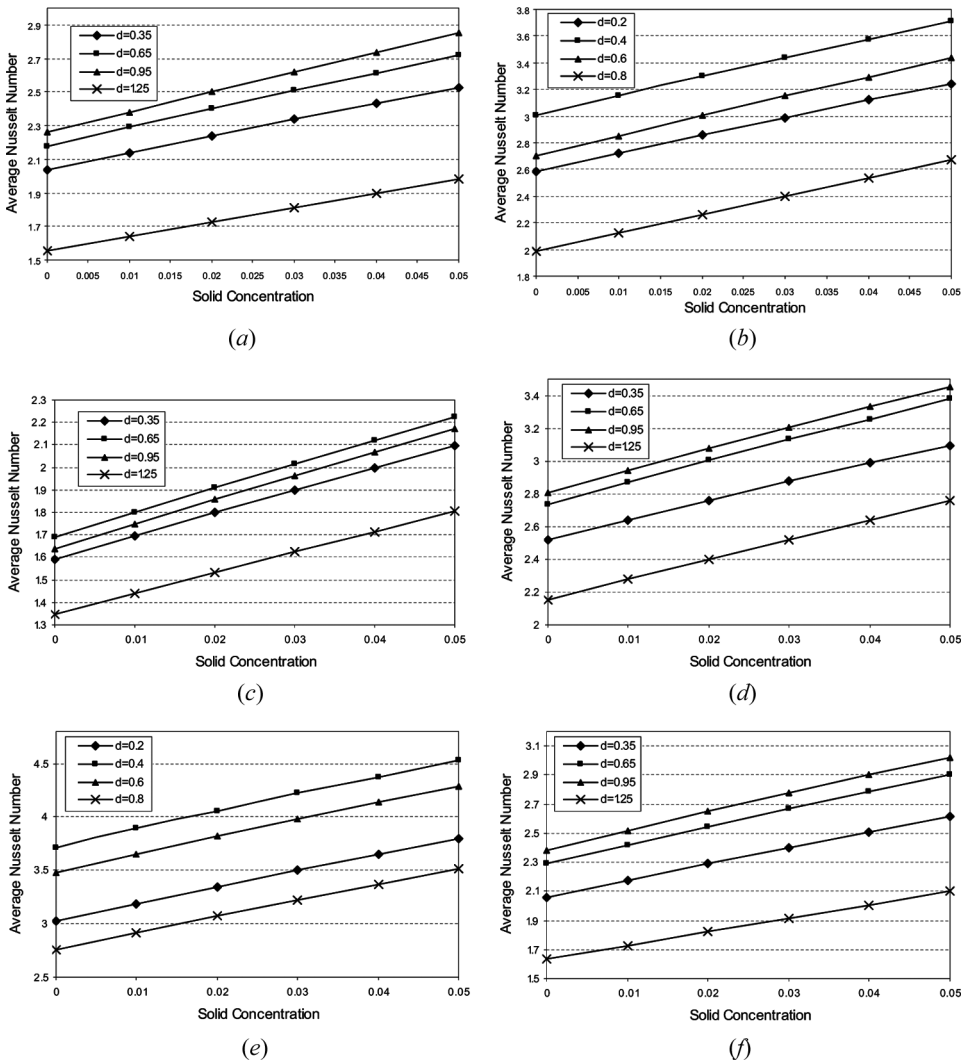 Average Nusselt Number
2.9
2.7
2.5
2.3
2.1
1.9
1.7
1.5
d=0.35
d=0.65
d=0.95
d=1.25
0 0.005 0.01 0.015 0.02 0.025 0.03 0.035 0.04 0.045 0.05
Solid Concentration
(a)
Average Nusselt Number
3.8
3.6
3.4
3.2
3
2.8
2.6
2.4
2.2
2
1.8
d=0.2
d=0.4
d=0.6
d=0.8
0 0.005 0.01 0.015 0.02 0.025 0.03 0.035 0.04 0.045 0.05
Solid Concentration
(b)
Average Nusselt Number
2.3
2.2
2.1
2
1.9
1.8
1.7
1.6
1.5
1.4
1.3
d=0.35
d=0.65
d=0.95
d=1.25
0 0.01 0.02 0.03 0.04 0.05
Solid Concentration
(c)
Average Nusselt Number
3.4
3.2
3
2.8
2.6
2.4
2.2
2
d=0.35
d=0.65
d=0.95
d=1.25
0 0.01 0.02 0.03 0.04 0.05
Solid Concentration
(d)
Average Nusselt Number
4.5
4
3.5
3
2.5
d=0.2
d=0.4
d=0.6
d=0.8
0 0.01 0.02 0.03 0.04 0.05
Solid Concentration
(e)
Average Nusselt Number
3.1
2.9
2.7
2.5
2.3
2.1
1.9
1.7
1.5
d=0.35
d=0.65
d=0.95
d=1.25
0 0.01 0.02 0.03 0.04 0.05
Solid Concentration
(f)